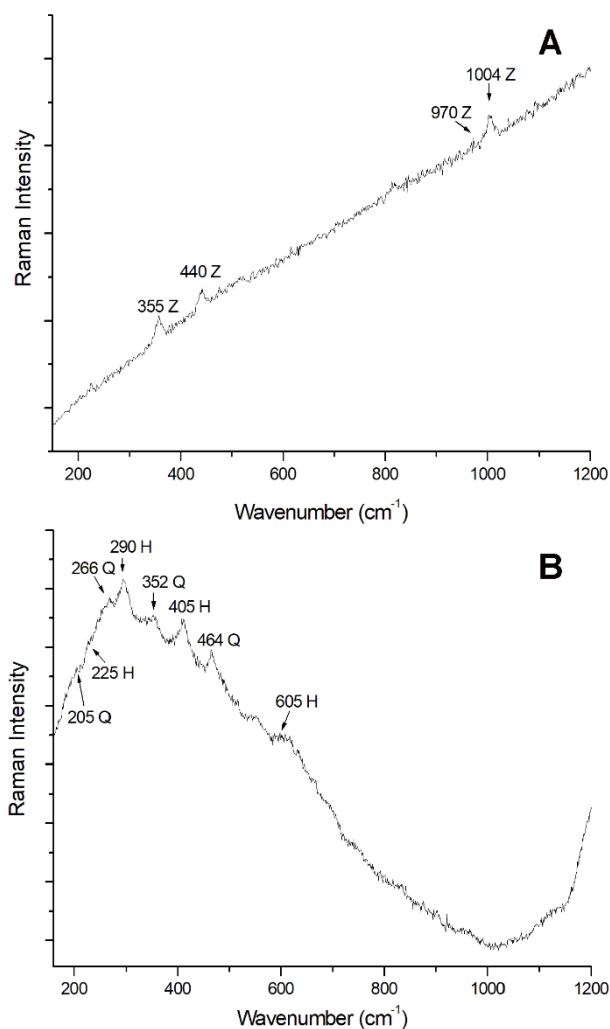 A
1004 Z
970 Z
440 Z
355 Z
Raman Intensity
200 400 600 800 1000 1200
Wavenumber (cm⁻¹)
B
290 H
266 Q
352 Q
405 H
464 Q
225 H
205 Q
605 H
Raman Intensity
200 400 600 800 1000 1200
Wavenumber (cm⁻¹)